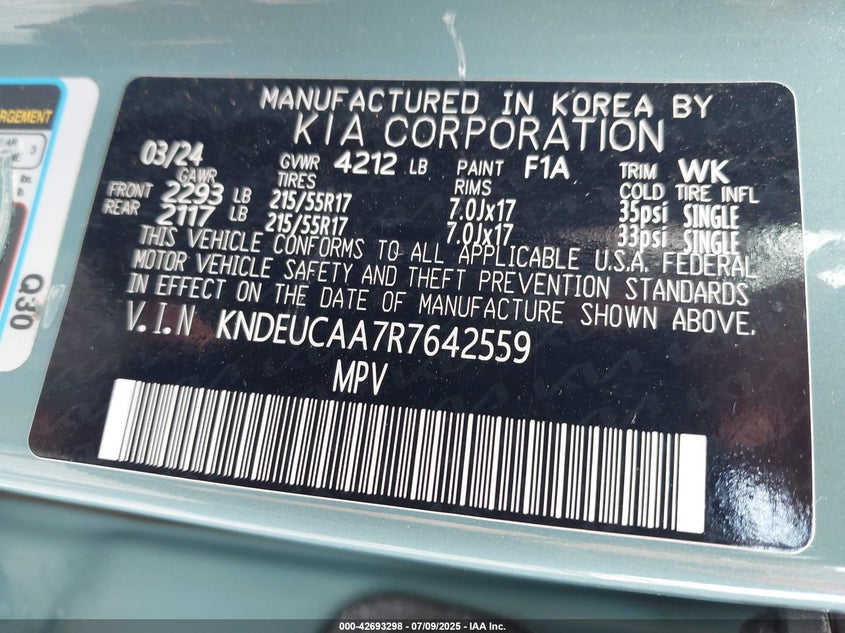 MANUFACTURED IN KOREA BY
KIA CORPORATION
03/24 GVWR 4212 LB PAINT F1A TRIM WK
GAWR TIRES RIMS COLD TIRE INFL
FRONT 2293 LB 215/55R17 7.0Jx17 35psi SINGLE
REAR 2117 LB 215/55R17 7.0Jx17 33psi SINGLE
THIS VEHICLE CONFORMS TO ALL APPLICABLE U.S.A. FEDERAL
MOTOR VEHICLE SAFETY AND THEFT PREVENTION STANDARDS
IN EFFECT ON THE DATE OF MANUFACTURE SHOWN ABOVE.
V.I.N KNDEUCAA7R7642559
MPV
Q30
000-42693298 - 07/09/2025 - IAA Inc.